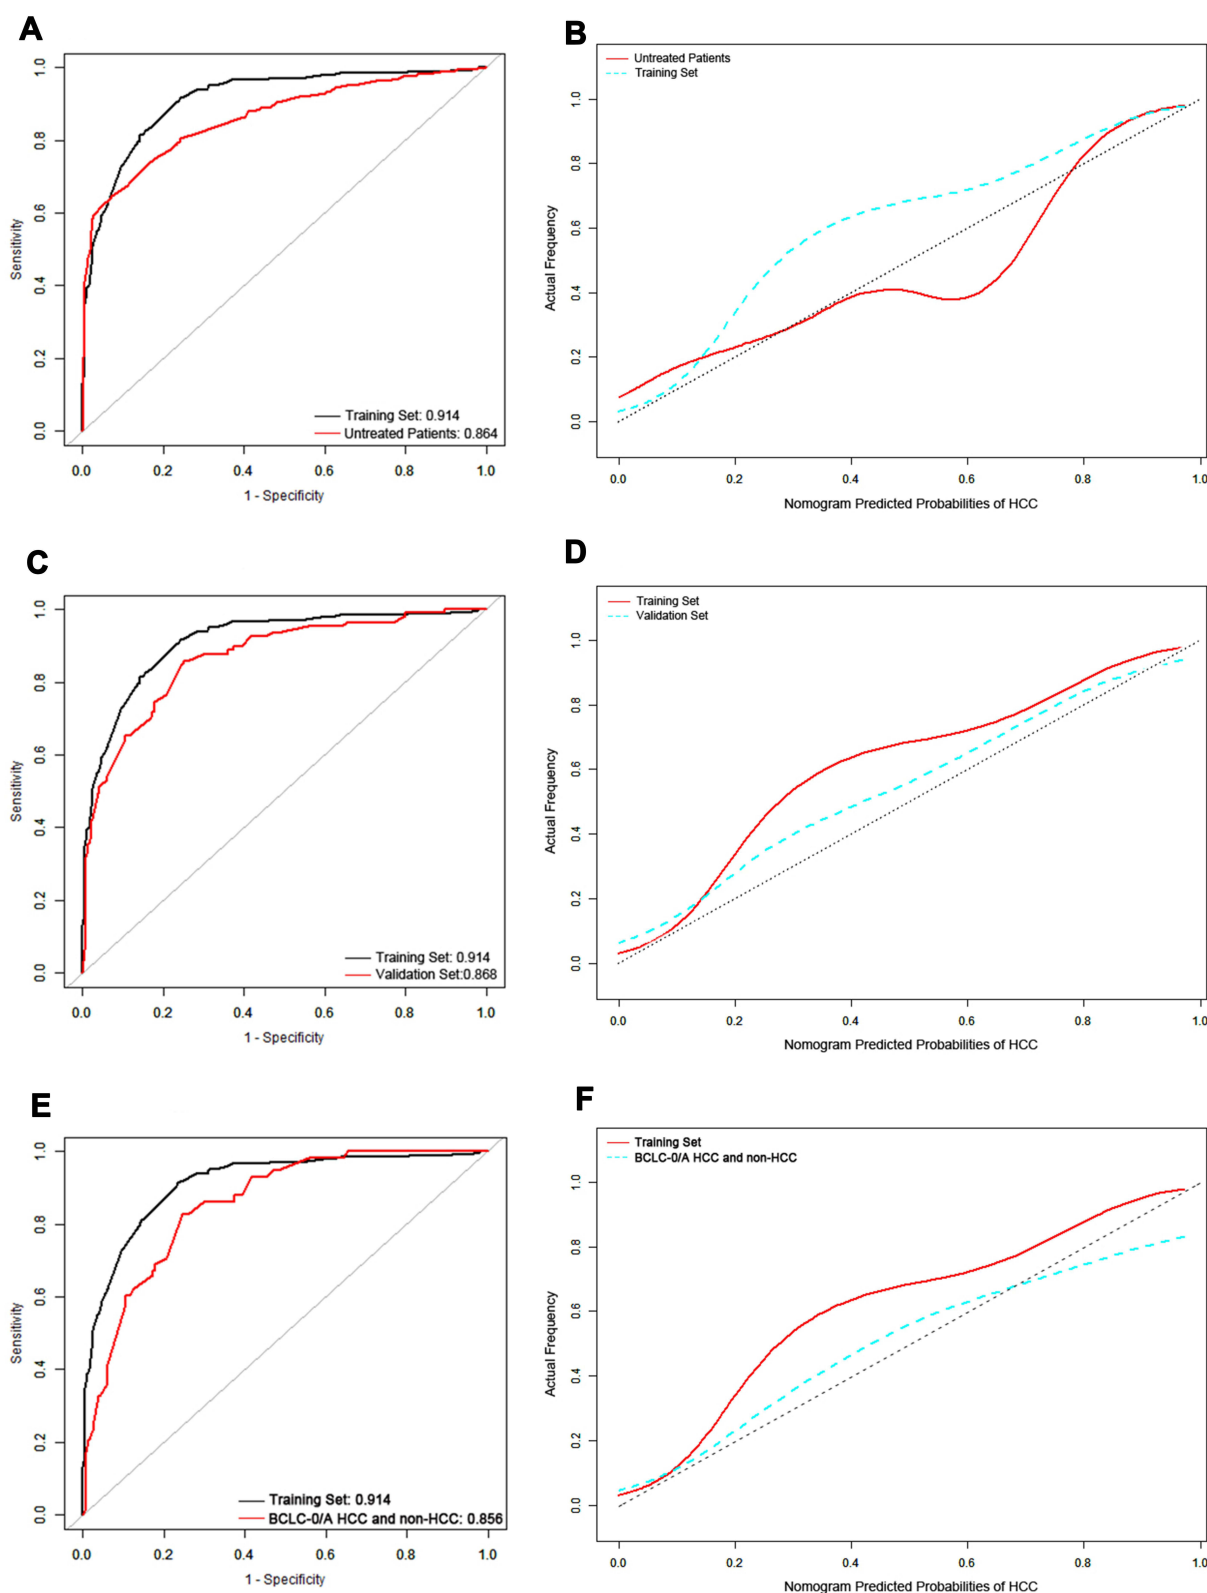 A
1.0
0.8
0.6
0.4
0.2
0.0
Sensitivity
Training Set: 0.914
Untreated Patients: 0.864
0.0 0.2 0.4 0.6 0.8 1.0
1 - Specificity
B
Untreated Patients
Training Set
1.0
0.8
0.6
0.4
0.2
0.0
Actual Frequency
0.0 0.2 0.4 0.6 0.8 1.0
Nomogram Predicted Probabilities of HCC
C
1.0
0.8
0.6
0.4
0.2
0.0
Sensitivity
Training Set: 0.914
Validation Set:0.868
0.0 0.2 0.4 0.6 0.8 1.0
1 - Specificity
D
Training Set
Validation Set
1.0
0.8
0.6
0.4
0.2
0.0
Actual Frequency
0.0 0.2 0.4 0.6 0.8 1.0
Nomogram Predicted Probabilities of HCC
E
1.0
0.8
0.6
0.4
0.2
0.0
Sensitivity
Training Set: 0.914
BCLC-0/A HCC and non-HCC: 0.856
0.0 0.2 0.4 0.6 0.8 1.0
1 - Specificity
F
Training Set
BCLC-0/A HCC and non-HCC
1.0
0.8
0.6
0.4
0.2
0.0
Actual Frequency
0.0 0.2 0.4 0.6 0.8 1.0
Nomogram Predicted Probabilities of HCC